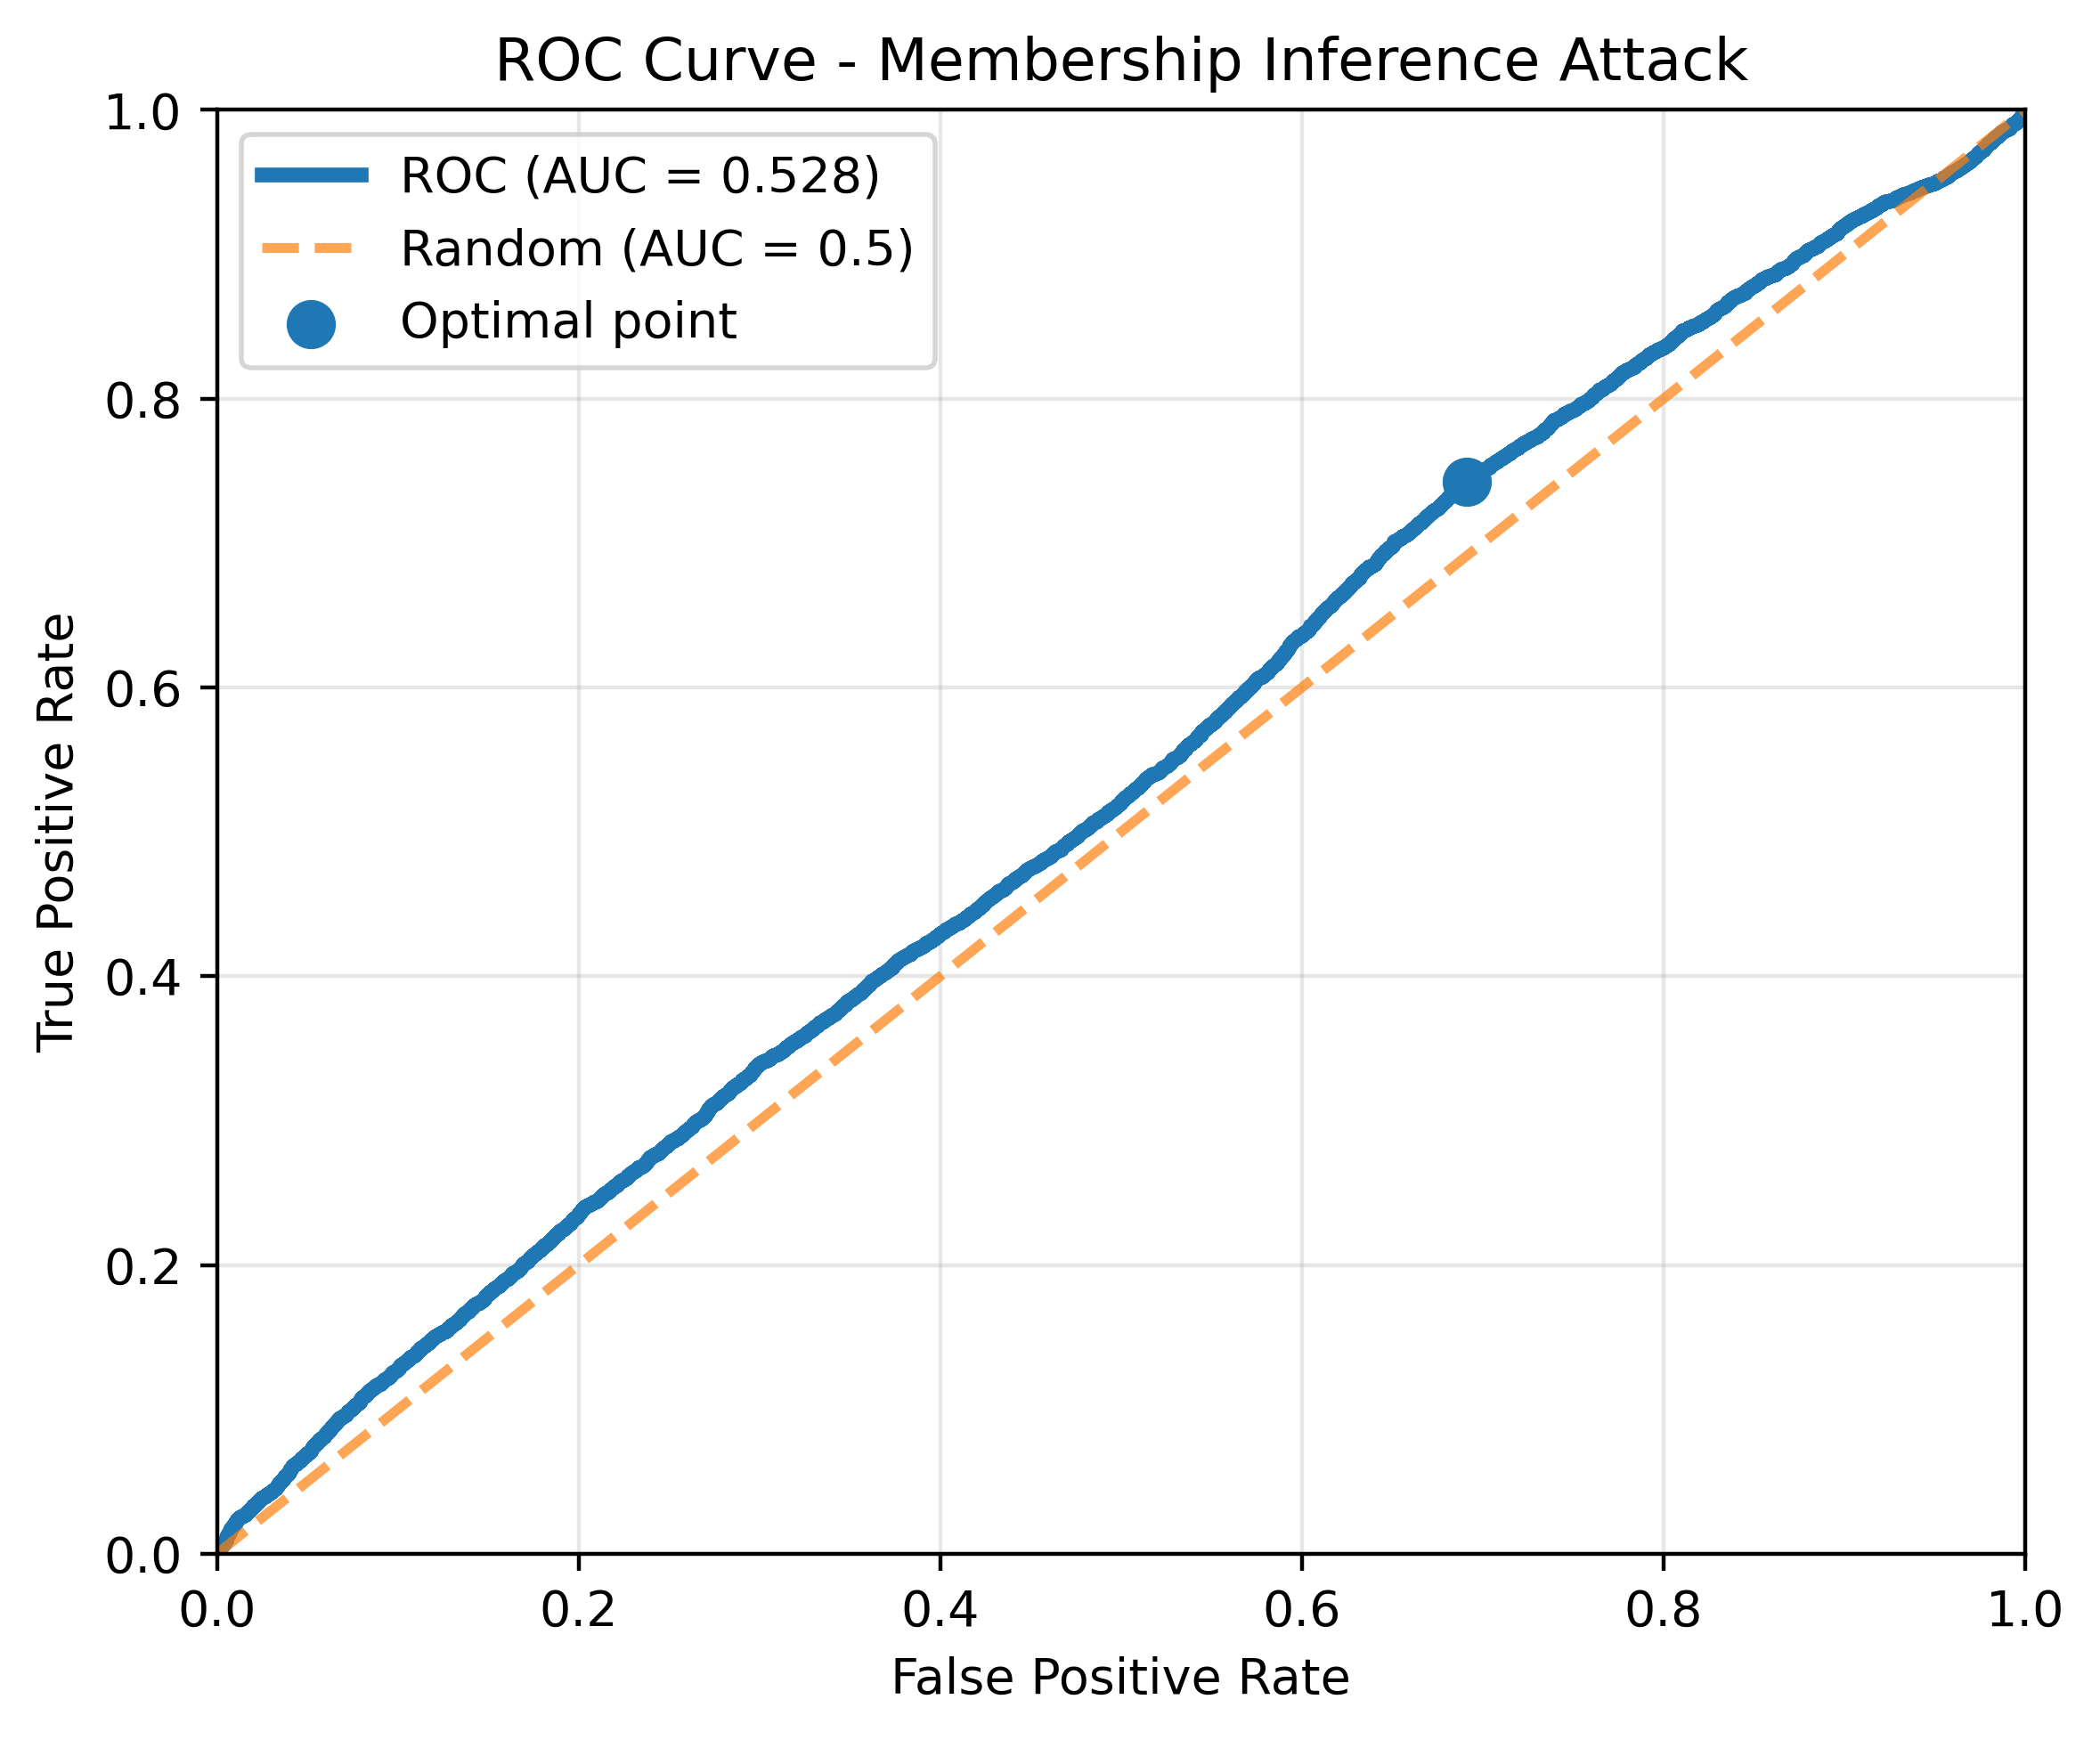 ROC Curve - Membership Inference Attack
1.0
ROC (AUC = 0.528)
Random (AUC = 0.5)
Optimal point
0.8
0.6
0.4
0.2
0.0
True Positive Rate
0.0 0.2 0.4 0.6 0.8 1.0
False Positive Rate